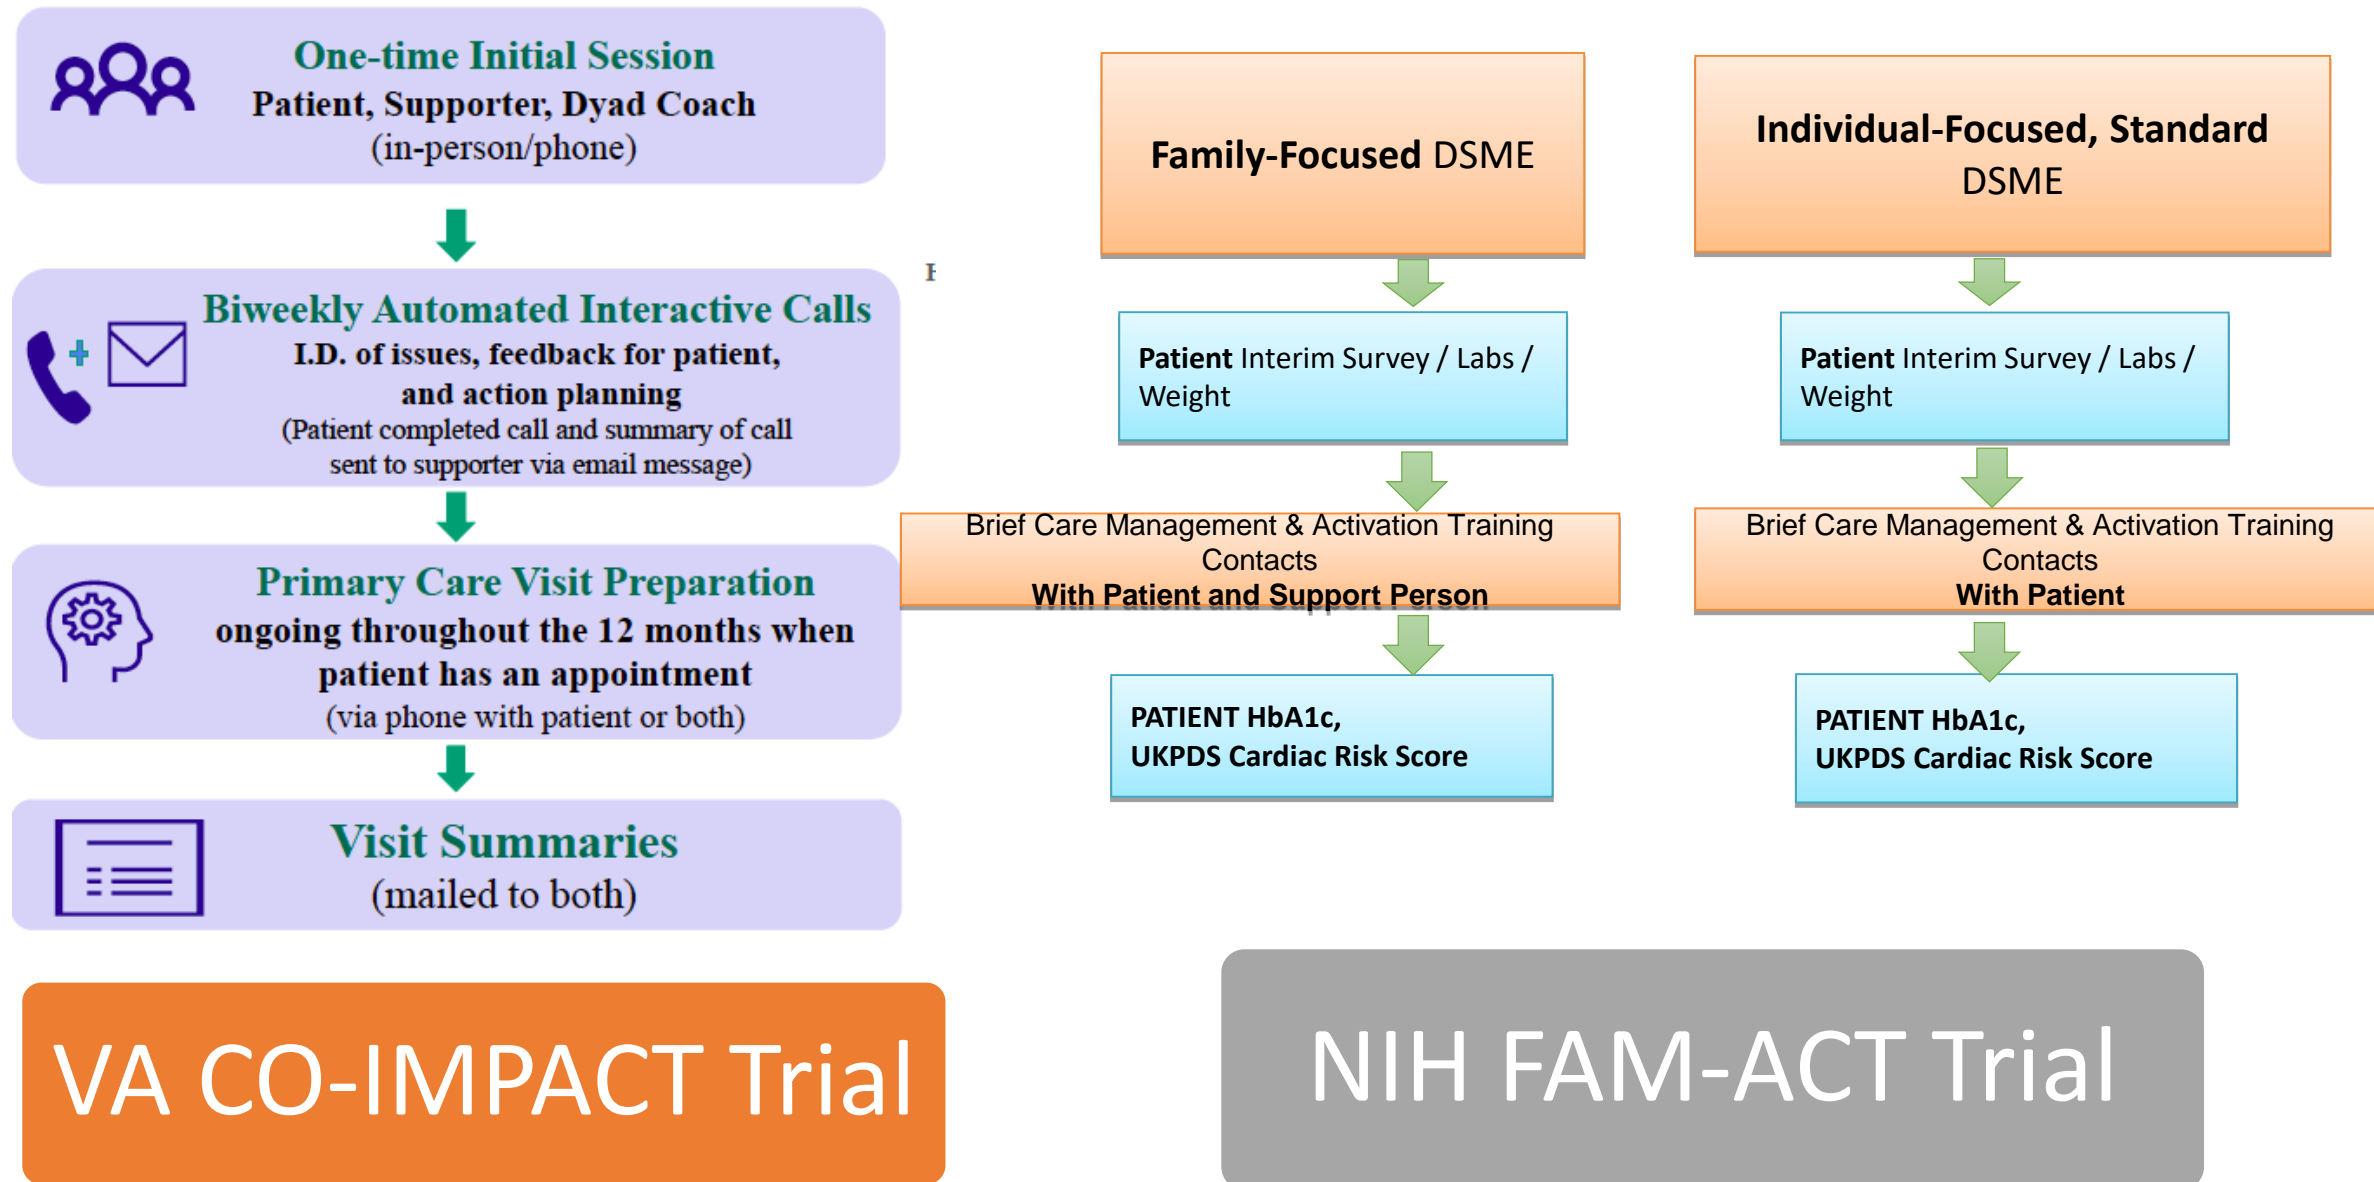 One-time Initial Session
Patient, Supporter, Dyad Coach
(in-person/phone)
Biweekly Automated Interactive Calls
I.D. of issues, feedback for patient,
and action planning
(Patient completed call and summary of call
sent to supporter via email message)
Primary Care Visit Preparation
ongoing throughout the 12 months when
patient has an appointment
(via phone with patient or both)
Visit Summaries
(mailed to both)
VA CO-IMPACT Trial
Family-Focused DSME
Patient Interim Survey / Labs /
Weight
Brief Care Management & Activation Training
Contacts
With Patient and Support Person
PATIENT HbA1c,
UKPDS Cardiac Risk Score
Individual-Focused, Standard
DSME
Patient Interim Survey / Labs /
Weight
Brief Care Management & Activation Training
Contacts
With Patient
PATIENT HbA1c,
UKPDS Cardiac Risk Score
NIH FAM-ACT Trial